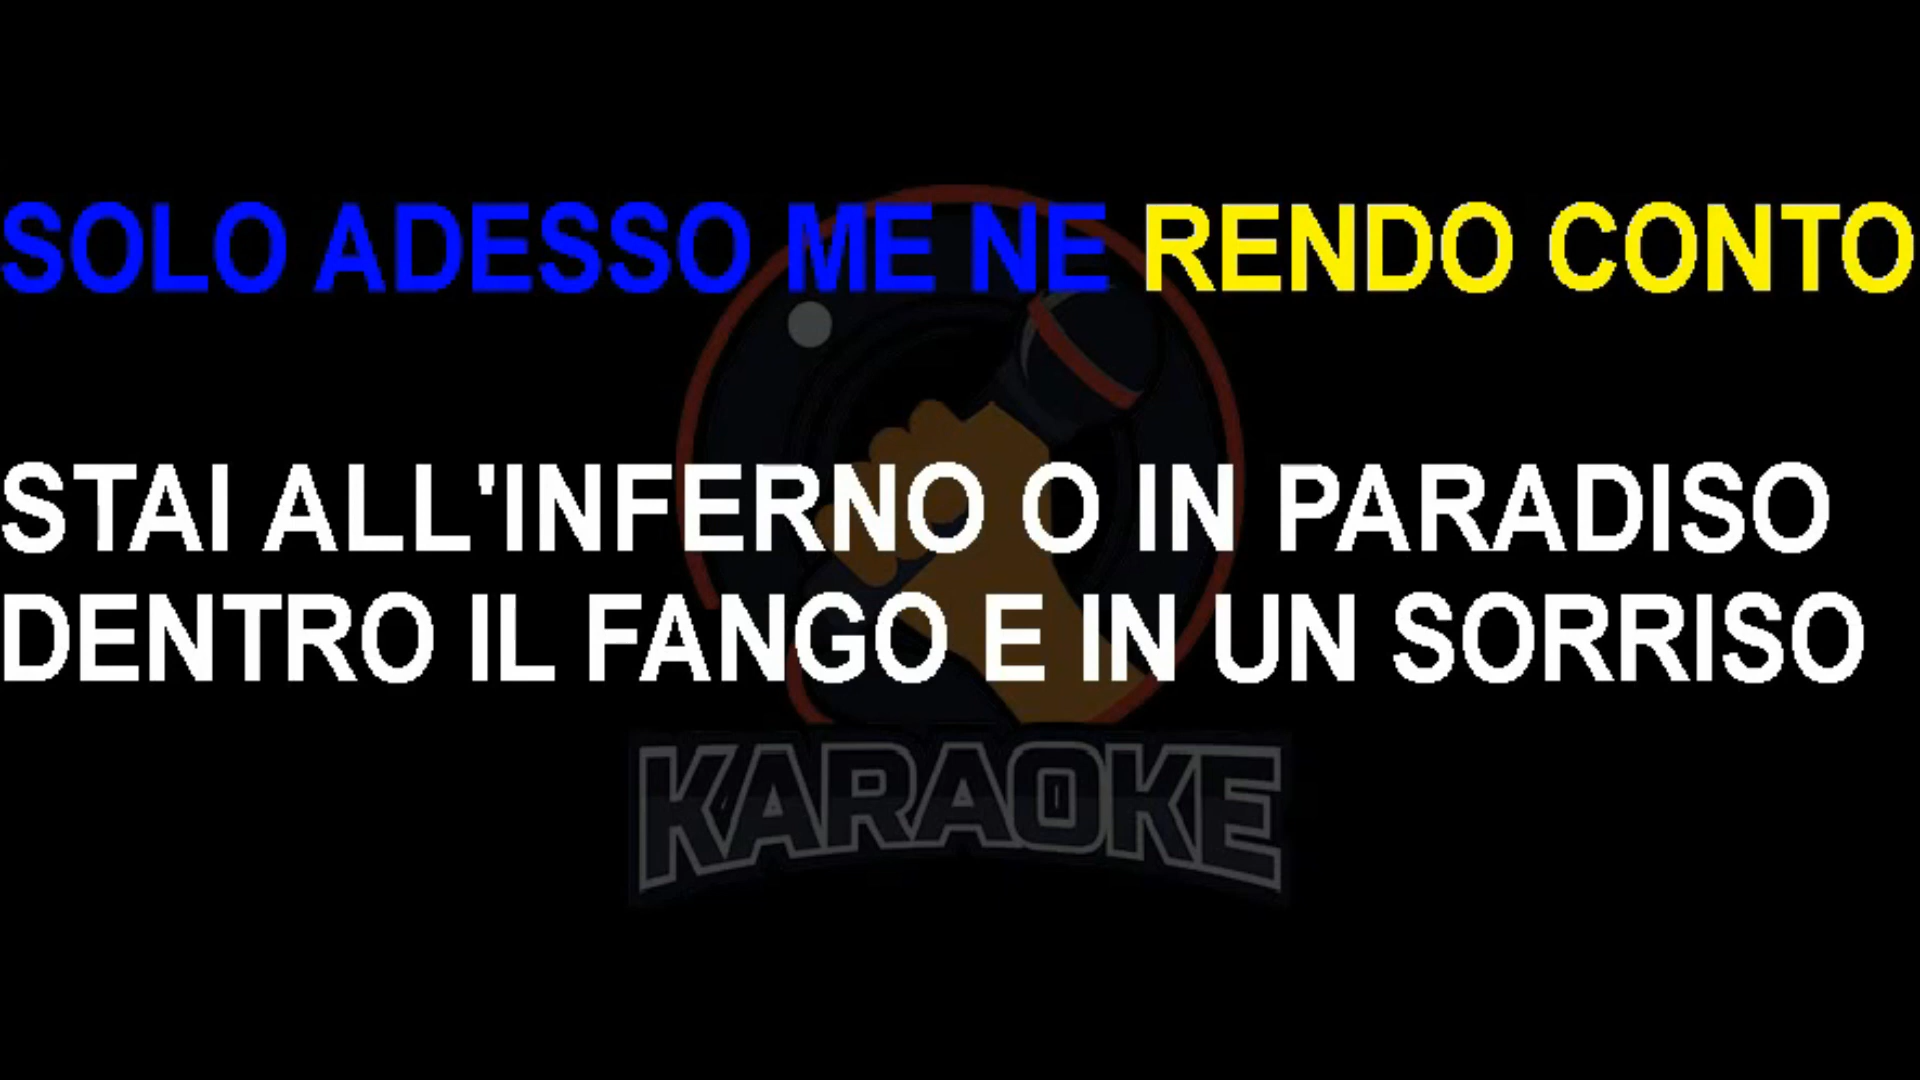 SOLO ADESSO ME NE RENDO CONTO
STAI ALL'INFERNO O IN PARADISO
DENTRO IL FANGO E IN UN SORRISO
KARAOKE